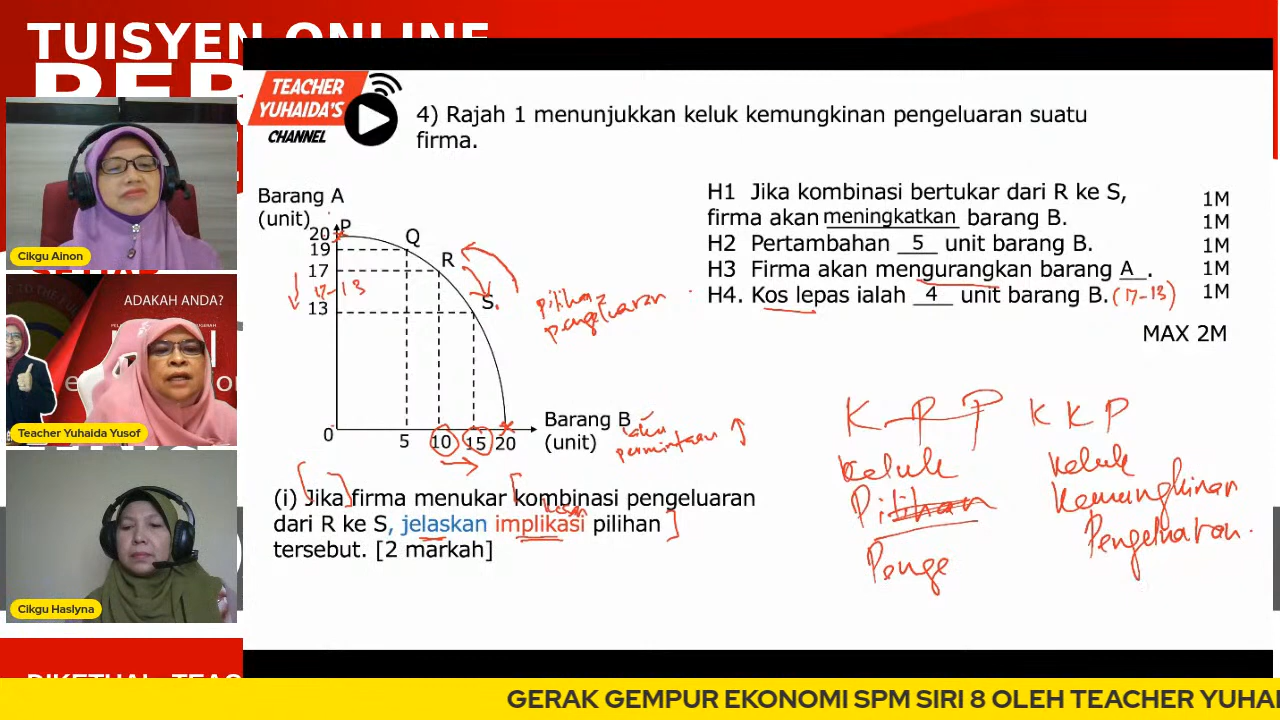 TUISYEN ONLINE
TEACHER
YUHAIDA'S
CHANNEL
4) Rajah 1 menunjukkan keluk kemungkinan pengeluaran suatu
firma.
Barang A
(unit)
P
20
19
17
13
0
Q
R
S
17-13
5
10
15
20
Barang B
(unit)
pilihan
pengeluaran
permintaan
H1 Jika kombinasi bertukar dari R ke S,
firma akan meningkatkan barang B.
H2 Pertambahan 5 unit barang B.
H3 Firma akan mengurangkan barang A.
H4. Kos lepas ialah 4 unit barang B. (17-13)
1M
1M
1M
1M
1M
MAX 2M
K P P
Keluk
Pilihan
Penge
K K P
Keluk
Kemungkinan
Pengeluaran.
kesan
(i) Jika firma menukar kombinasi pengeluaran
dari R ke S, jelaskan implikasi pilihan
tersebut. [2 markah]
Cikgu Ainon
ADAKAH ANDA?
Teacher Yuhaida Yusof
Cikgu Haslyna
GERAK GEMPUR EKONOMI SPM SIRI 8 OLEH TEACHER YUHAI